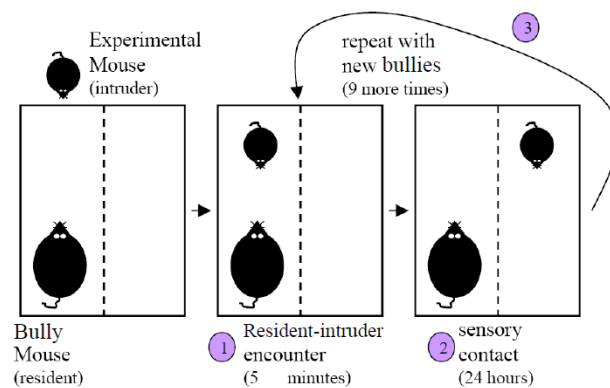 Experimental
Mouse
(intruder)
3
repeat with
new bullies
(9 more times)
Bully
Mouse
(resident)
1 Resident-intruder
encounter
(5 minutes)
2 sensory
contact
(24 hours)